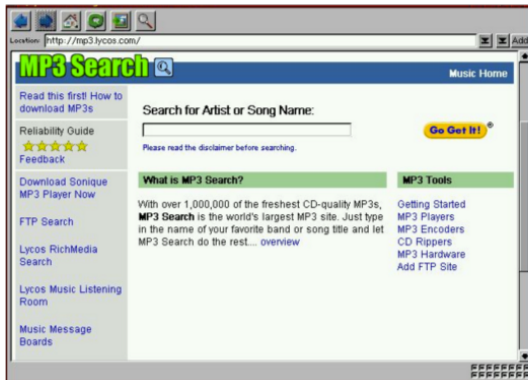 Location: http://mp3.lycos.com/
Add
MP3 Search
Music Home
Read this first! How to
download MP3s
Reliability Guide
Feedback
Download Sonique
MP3 Player Now
FTP Search
Lycos RichMedia
Search
Lycos Music Listening
Room
Music Message
Boards
Search for Artist or Song Name:
Go Get It!®
Please read the disclaimer before searching.
What is MP3 Search?
With over 1,000,000 of the freshest CD-quality MP3s,
MP3 Search is the world's largest MP3 site. Just type
in the name of your favorite band or song title and let
MP3 Search do the rest.... overview
MP3 Tools
Getting Started
MP3 Players
MP3 Encoders
CD Rippers
MP3 Hardware
Add FTP Site